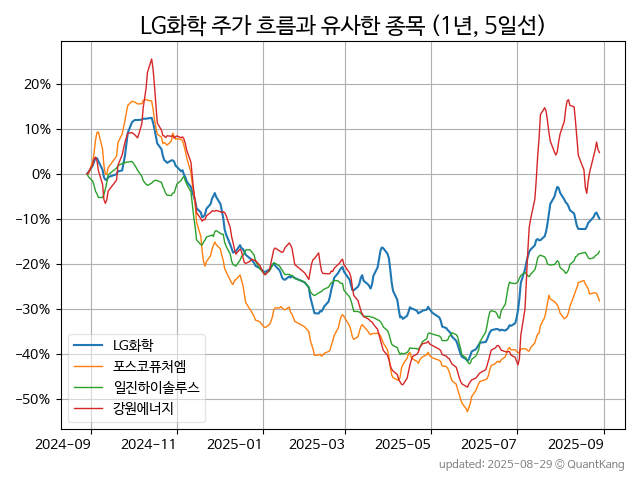 LG화학 주가 흐름과 유사한 종목 (1년, 5일선)
20%
10%
0%
−10%
−20%
−30%
−40%
−50%
LG화학
포스코퓨처엠
일진하이솔루스
강원에너지
2024-09 2024-11 2025-01 2025-03 2025-05 2025-07 2025-09
updated: 2025-08-29 © QuantKang